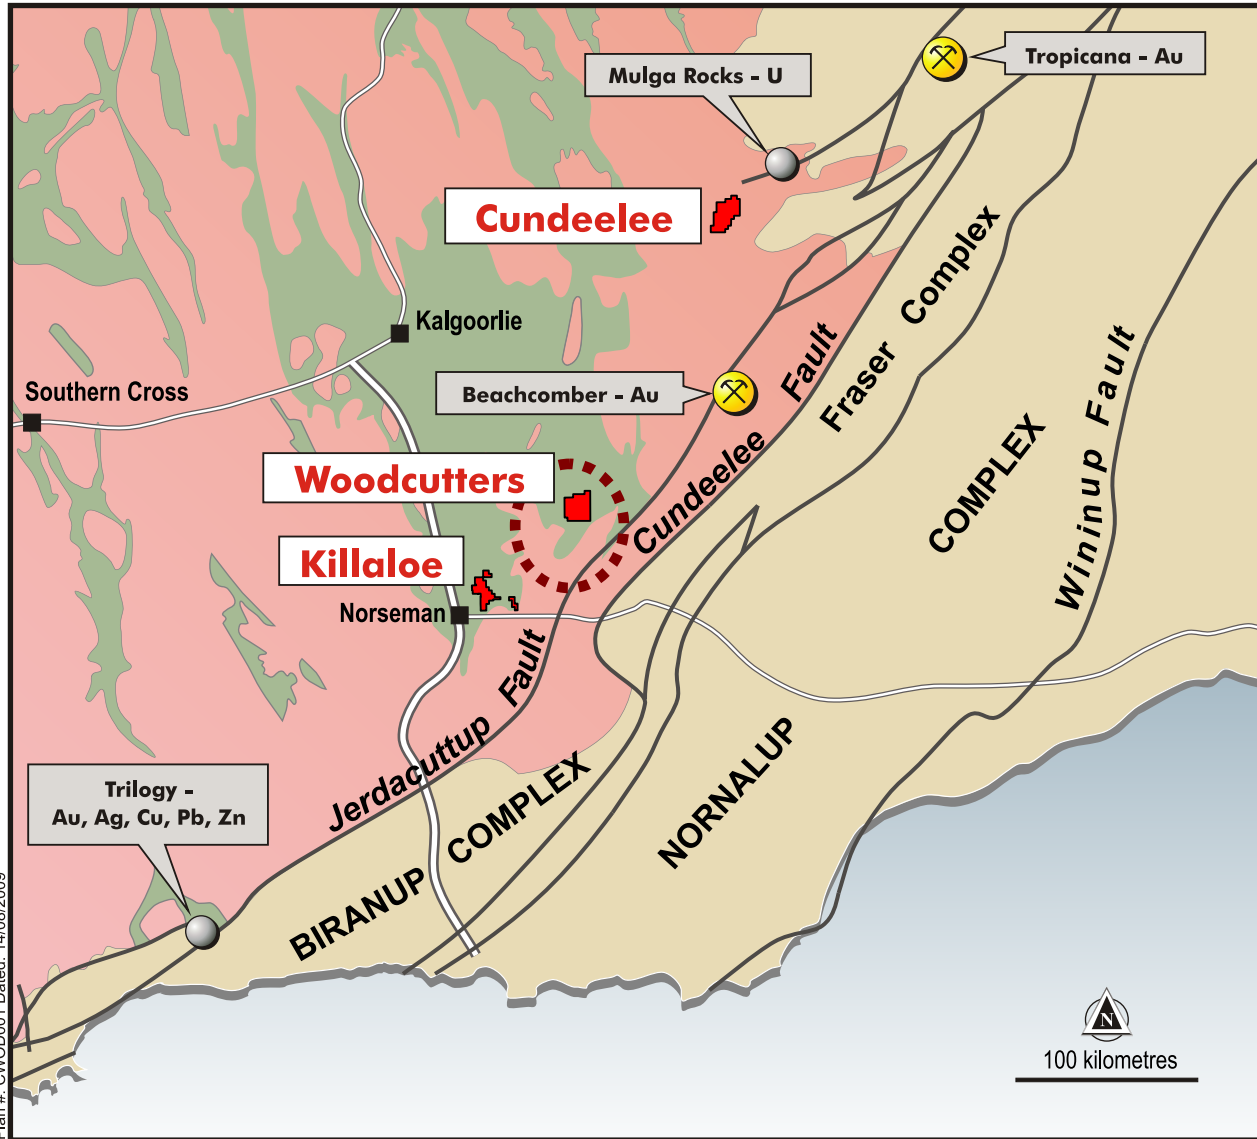 Tropicana - Au
Mulga Rocks - U
Cundeelee
Kalgoorlie
Southern Cross
Beachcomber - Au
Woodcutters
Killaloe
Norseman
Cundeelee Fault
Fraser Complex
COMPLEX
Wininup Fault
Jerdacuttup Fault
Trilogy -
Au, Ag, Cu, Pb, Zn
BIRANUP COMPLEX
NORNALUP
N
100 kilometres